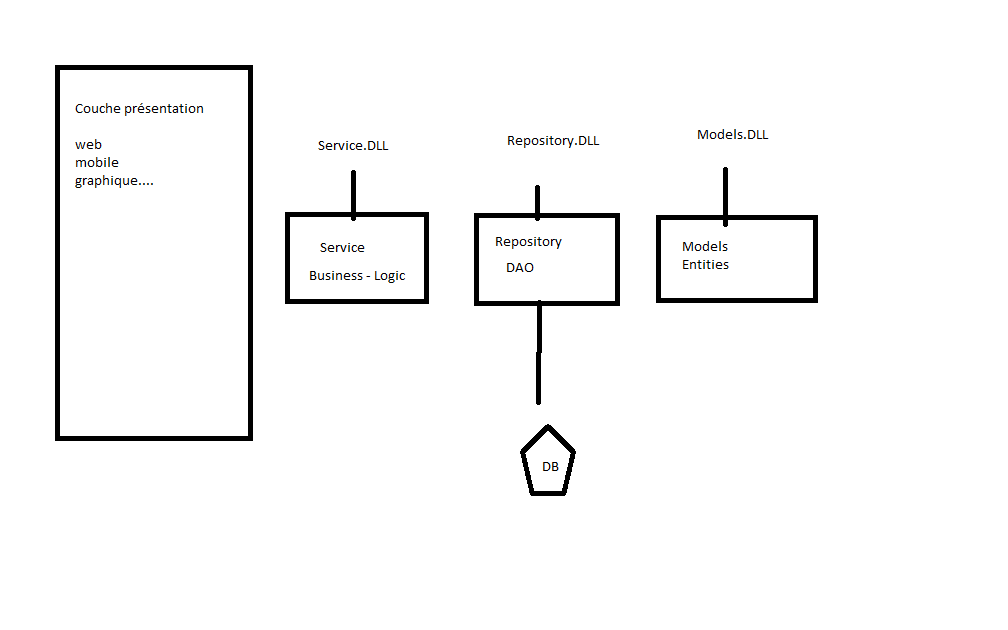 Couche présentation
web
mobile
graphique....
Service.DLL
Service
Business - Logic
Repository.DLL
Repository
DAO
DB
Models.DLL
Models
Entities